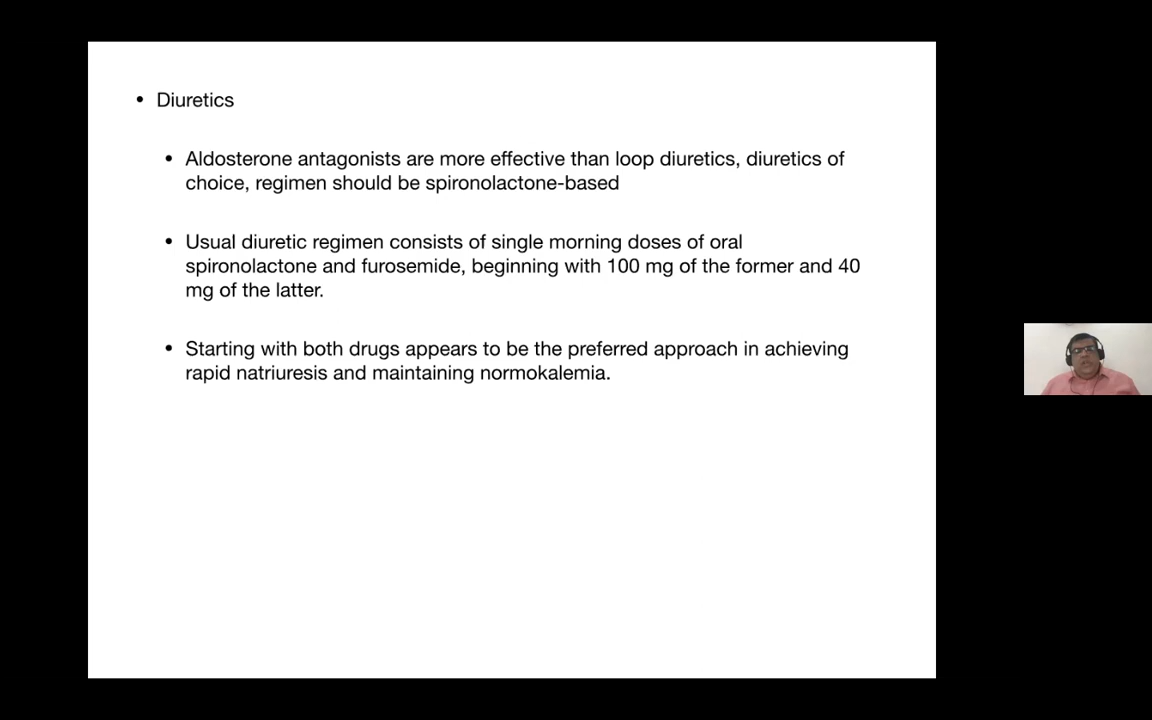 • Diuretics
• Aldosterone antagonists are more effective than loop diuretics, diuretics of
choice, regimen should be spironolactone-based
• Usual diuretic regimen consists of single morning doses of oral
spironolactone and furosemide, beginning with 100 mg of the former and 40
mg of the latter.
• Starting with both drugs appears to be the preferred approach in achieving
rapid natriuresis and maintaining normokalemia.